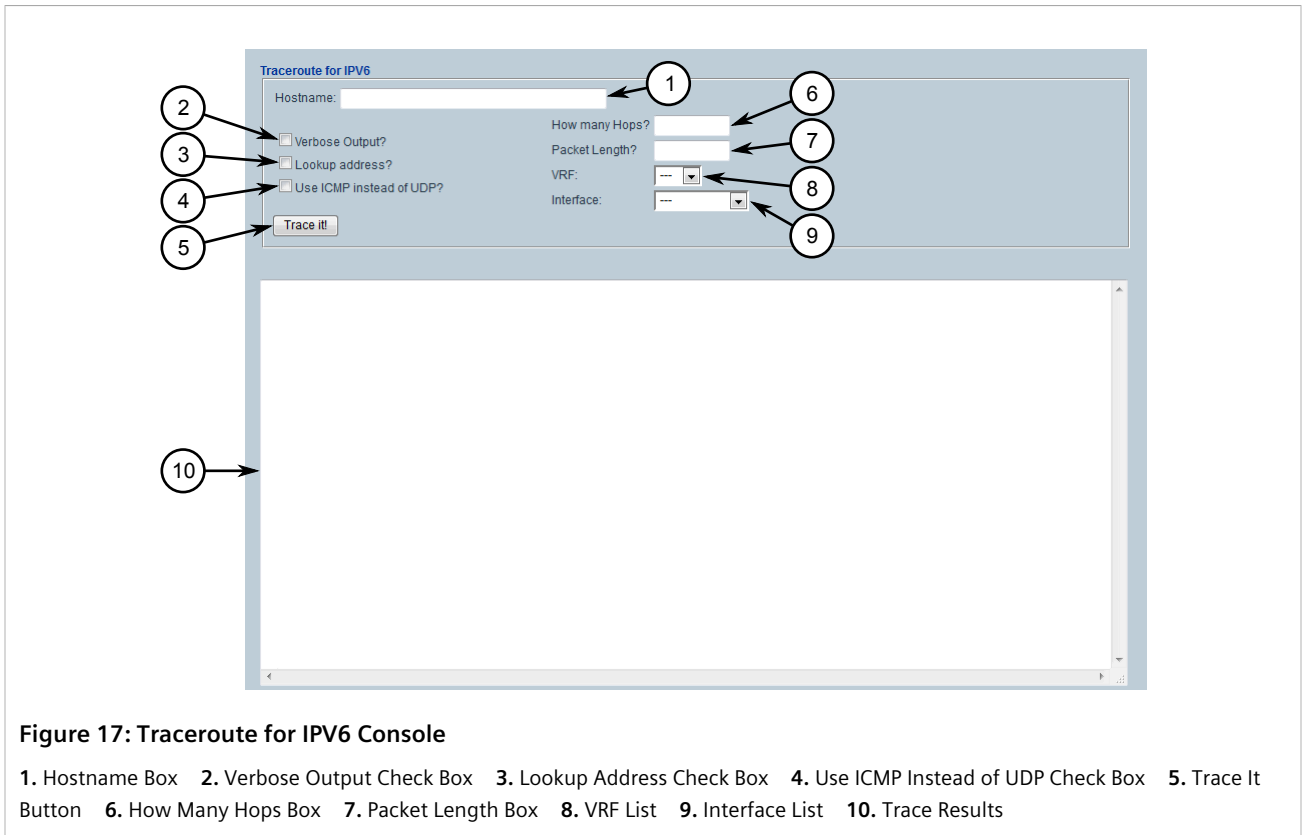 Traceroute for IPV6
1
Hostname:
2
6
How many Hops?
Verbose Output?
7
Packet Length?
3
Lookup address?
VRF:
---
8
4
Use ICMP instead of UDP?
Interface:
---
Trace it!
9
5
10
Figure 17: Traceroute for IPV6 Console
1. Hostname Box 2. Verbose Output Check Box 3. Lookup Address Check Box 4. Use ICMP Instead of UDP Check Box 5. Trace It
Button 6. How Many Hops Box 7. Packet Length Box 8. VRF List 9. Interface List 10. Trace Results